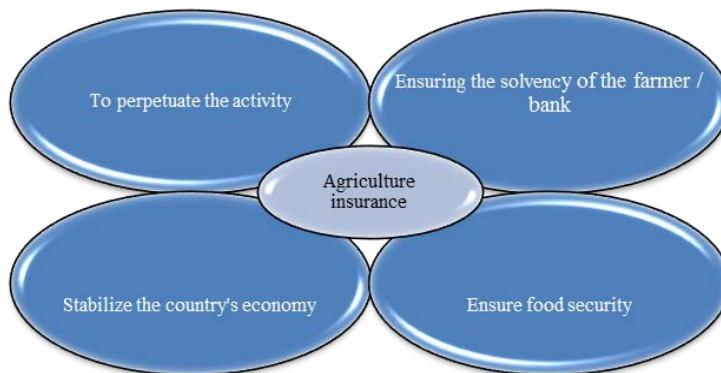 To perpetuate the activity
Ensuring the solvency of the farmer /
bank
Agriculture
insurance
Stabilize the country's economy
Ensure food security